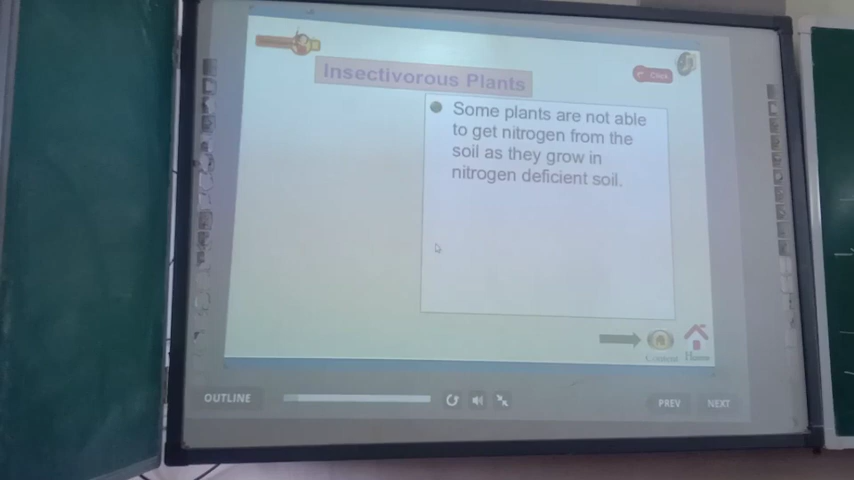 Insectivorous Plants
Click
Some plants are not able
to get nitrogen from the
soil as they grow in
nitrogen deficient soil.
Home
OUTLINE
PREV
NEXT